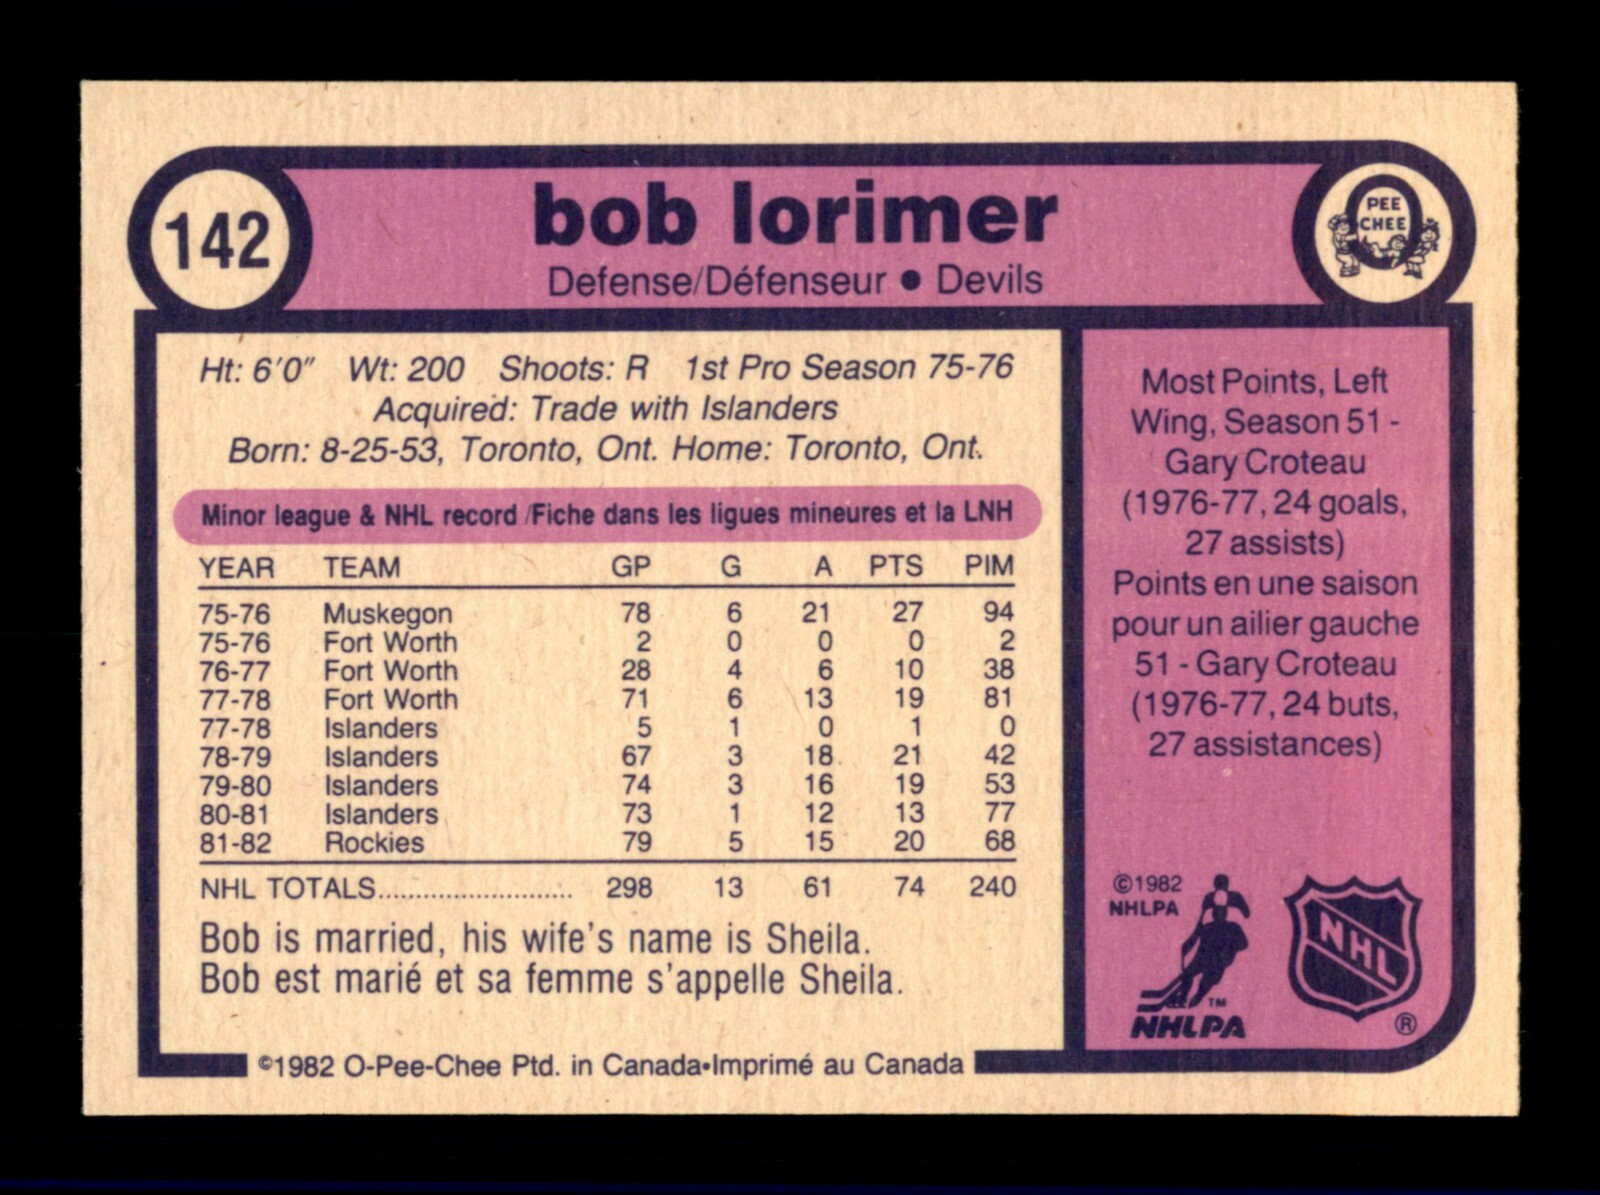 142
bob lorimer
Defense/Défenseur ● Devils
O
PEE
CHEE
Ht: 6'0" Wt: 200 Shoots: R 1st Pro Season 75-76
Acquired: Trade with Islanders
Born: 8-25-53, Toronto, Ont. Home: Toronto, Ont.
Minor league & NHL record /Fiche dans les ligues mineures et la LNH
YEAR TEAM GP G A PTS PIM
75-76 Muskegon 78 6 21 27 94
75-76 Fort Worth 2 0 0 0 2
76-77 Fort Worth 28 4 6 10 38
77-78 Fort Worth 71 6 13 19 81
77-78 Islanders 5 1 0 1 0
78-79 Islanders 67 3 18 21 42
79-80 Islanders 74 3 16 19 53
80-81 Islanders 73 1 12 13 77
81-82 Rockies 79 5 15 20 68
NHL TOTALS......................... 298 13 61 74 240
Bob is married, his wife's name is Sheila.
Bob est marié et sa femme s'appelle Sheila.
©1982 O-Pee-Chee Ptd. in Canada•Imprimé au Canada
Most Points, Left
Wing, Season 51 -
Gary Croteau
(1976-77, 24 goals,
27 assists)
Points en une saison
pour un ailier gauche
51 - Gary Croteau
(1976-77, 24 buts,
27 assistances)
©1982
NHLPA
TM
NHLPA
NHL
®